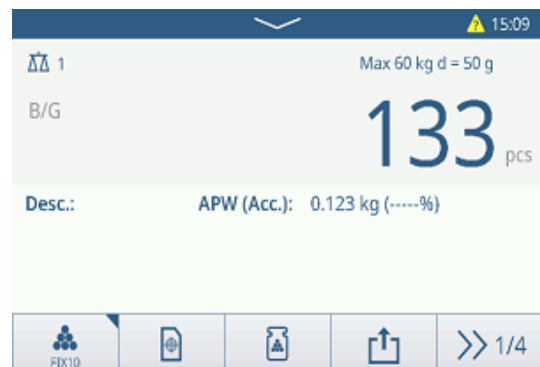 15:09
1 Max 60 kg d = 50 g
B/G
133 pcs
Desc.: APW (Acc.): 0.123 kg (-----%)
FIX10
1/4